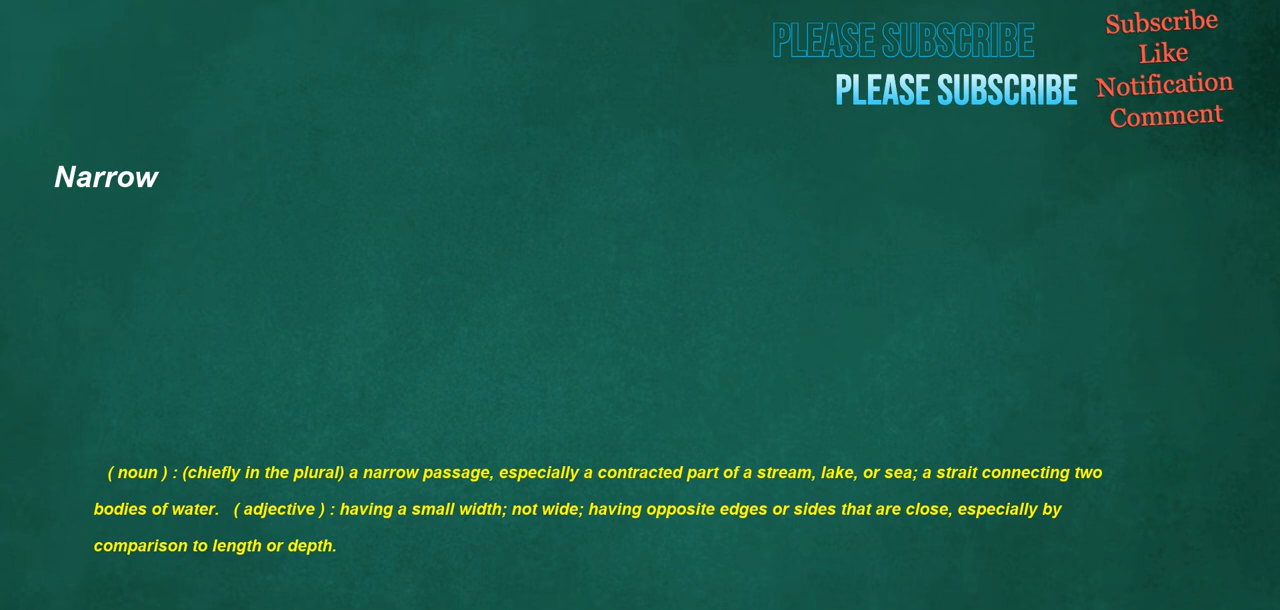 PLEASE SUBSCRIBE
PLEASE SUBSCRIBE
Subscribe
Like
Notification
Comment
Narrow
( noun ) : (chiefly in the plural) a narrow passage, especially a contracted part of a stream, lake, or sea; a strait connecting two
bodies of water. ( adjective ) : having a small width; not wide; having opposite edges or sides that are close, especially by
comparison to length or depth.